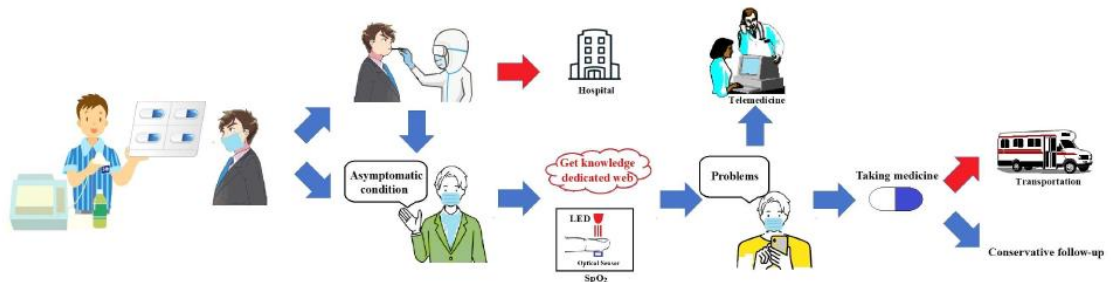 Hospital
Telemedicine
Asymptomatic
condition
Get knowledge
dedicated web
LED
Optical Sensor
SpO₂
Problems
Taking medicine
Transportation
Conservative follow-up